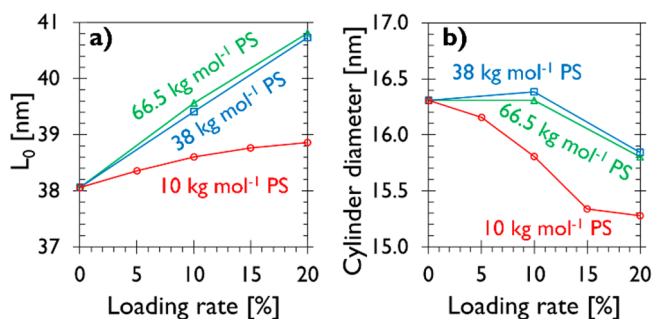 a)
L₀ [nm]
41
40
39
38
37
66.5 kg mol⁻¹ PS
38 kg mol⁻¹ PS
10 kg mol⁻¹ PS
0 5 10 15 20
Loading rate [%]
b)
Cylinder diameter [nm]
17.0
16.5
16.0
15.5
15.0
38 kg mol⁻¹ PS
66.5 kg mol⁻¹ PS
10 kg mol⁻¹ PS
0 5 10 15 20
Loading rate [%]